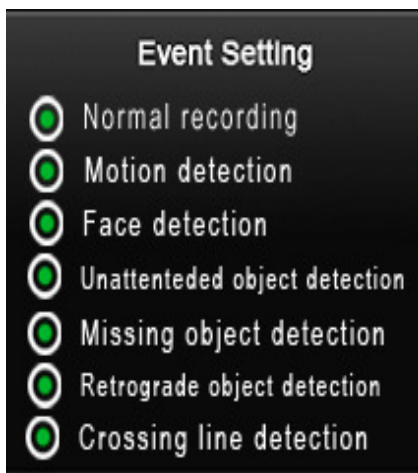 Event Setting
Normal recording
Motion detection
Face detection
Unattenteded object detection
Missing object detection
Retrograde object detection
Crossing line detection